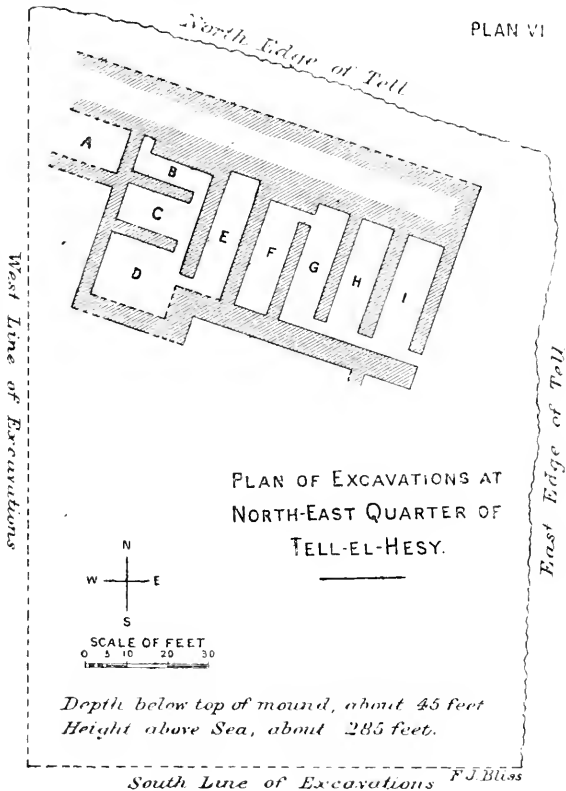 PLAN VI
North Edge of Tell
A
B
C
D
E
F
G
H
I
West Line of Excavations
East Edge of Tell
PLAN OF EXCAVATIONS AT
NORTH-EAST QUARTER OF
TELL-EL-HESY.
N
W E
S
SCALE OF FEET
0 5 10 20 30
Depth below top of mound, about 45 feet
Height above Sea, about 285 feet.
F J. Bliss
South Line of Excavations